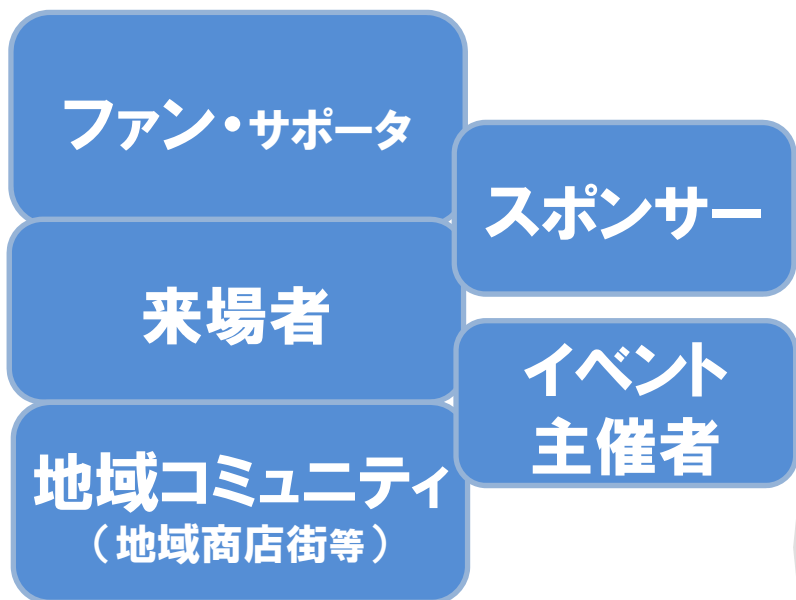 ファン・サポータ
スポンサー
来場者
イベント
主催者
地域コミュニティ
（地域商店街等）